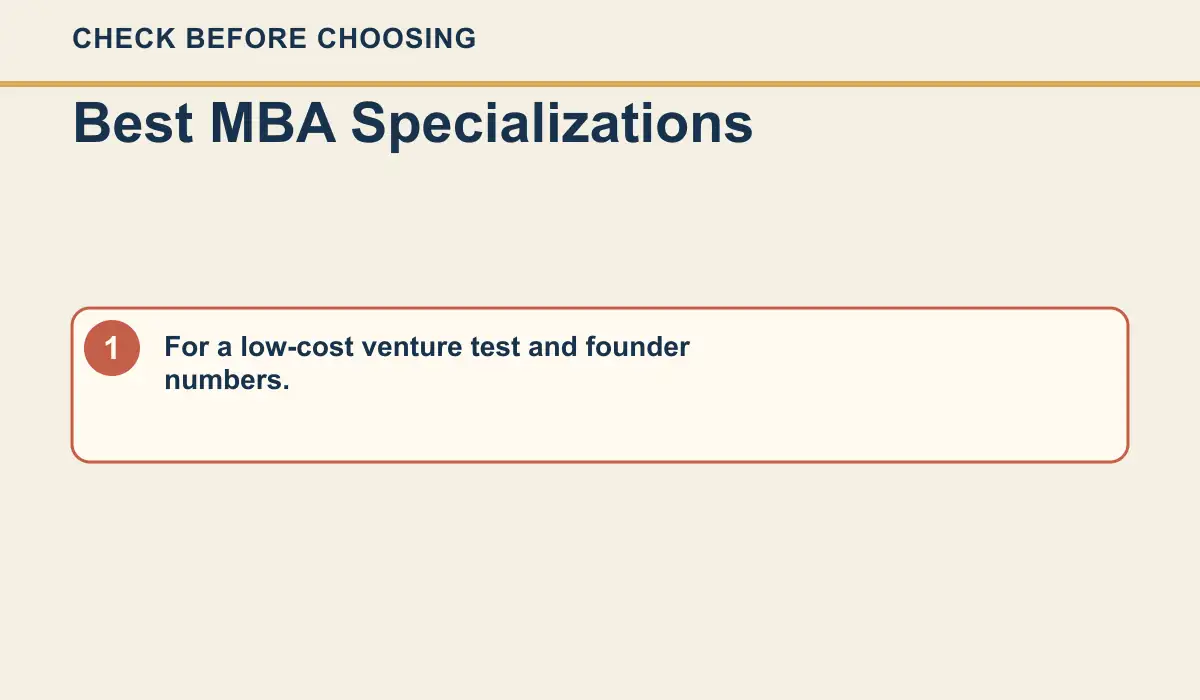 CHECK BEFORE CHOOSING
Best MBA Specializations
1
For a low-cost venture test and founder
numbers.